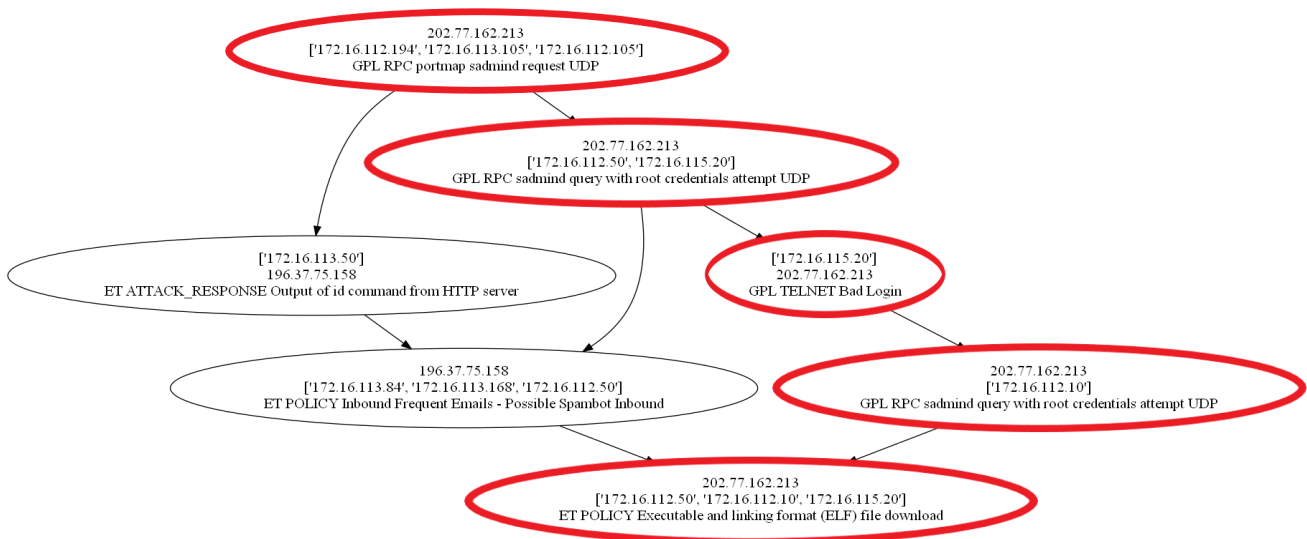 202.77.162.213
['172.16.112.194', '172.16.113.105', '172.16.112.105']
GPL RPC portmap sadmind request UDP
202.77.162.213
['172.16.112.50', '172.16.115.20']
GPL RPC sadmind query with root credentials attempt UDP
['172.16.113.50']
196.37.75.158
ET ATTACK_RESPONSE Output of id command from HTTP server
['172.16.115.20']
202.77.162.213
GPL TELNET Bad Login
196.37.75.158
['172.16.113.84', '172.16.113.168', '172.16.112.50']
ET POLICY Inbound Frequent Emails - Possible Spambot Inbound
202.77.162.213
['172.16.112.10']
GPL RPC sadmind query with root credentials attempt UDP
202.77.162.213
['172.16.112.50', '172.16.112.10', '172.16.115.20']
ET POLICY Executable and linking format (ELF) file download